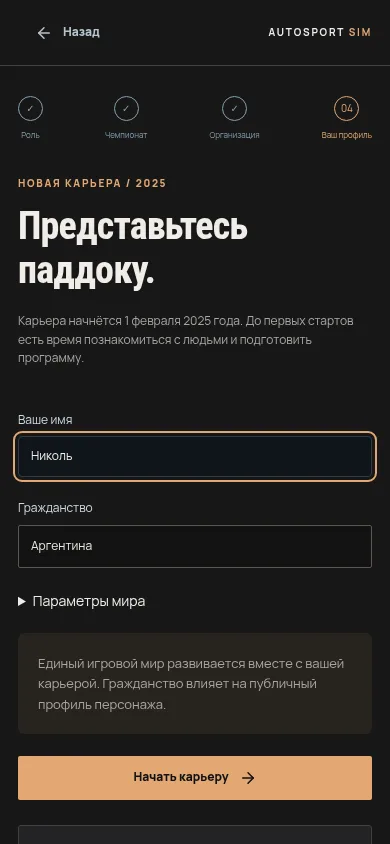 ← Назад
AUTOSPORT SIM
✓ ✓ ✓ 04
Роль Чемпионат Организация Ваш профиль
НОВАЯ КАРЬЕРА / 2025
Представьтесь
паддоку.
Карьера начнётся 1 февраля 2025 года. До первых стартов
есть время познакомиться с людьми и подготовить
программу.
Ваше имя
Николь
Гражданство
Аргентина
▶ Параметры мира
Единый игровой мир развивается вместе с вашей
карьерой. Гражданство влияет на публичный
профиль персонажа.
Начать карьеру →